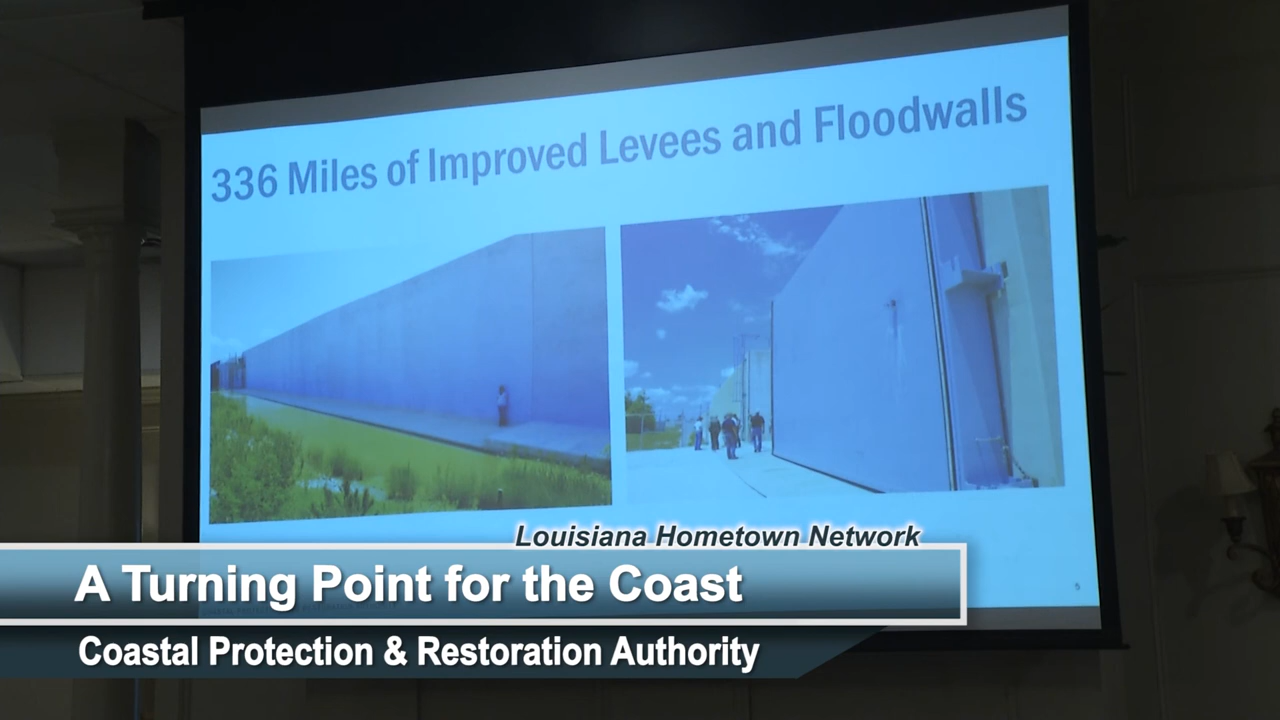 336 Miles of Improved Levees and Floodwalls
Louisiana Hometown Network
A Turning Point for the Coast
Coastal Protection & Restoration Authority